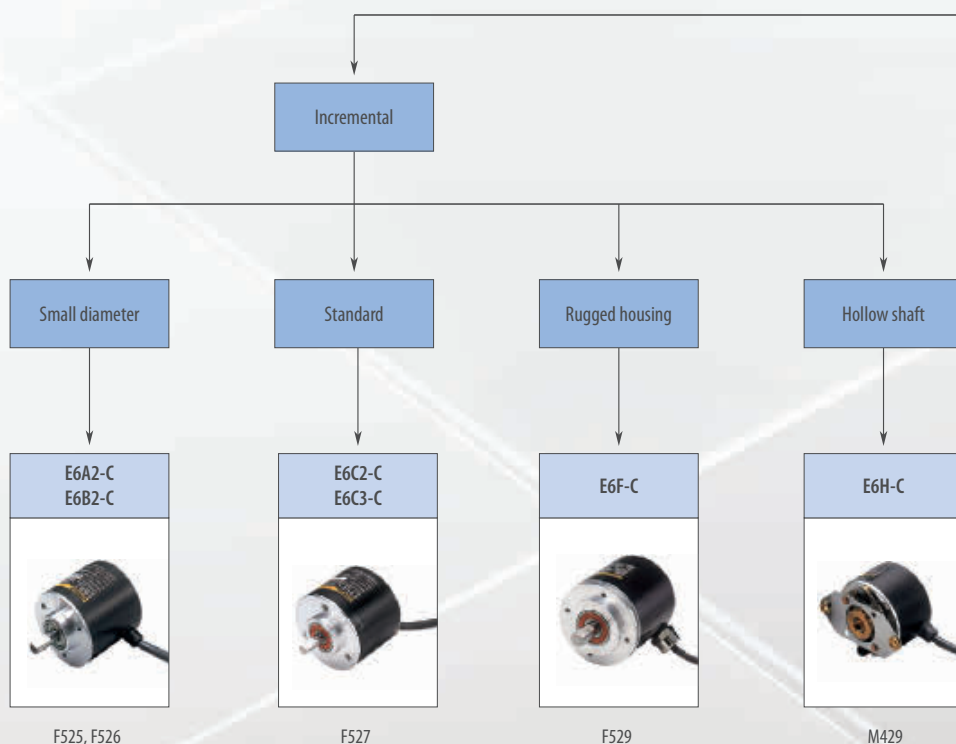 Incremental
Small diameter
Standard
Rugged housing
Hollow shaft
E6A2-C
E6B2-C
E6C2-C
E6C3-C
E6F-C
E6H-C
F525, F526
F527
F529
M429